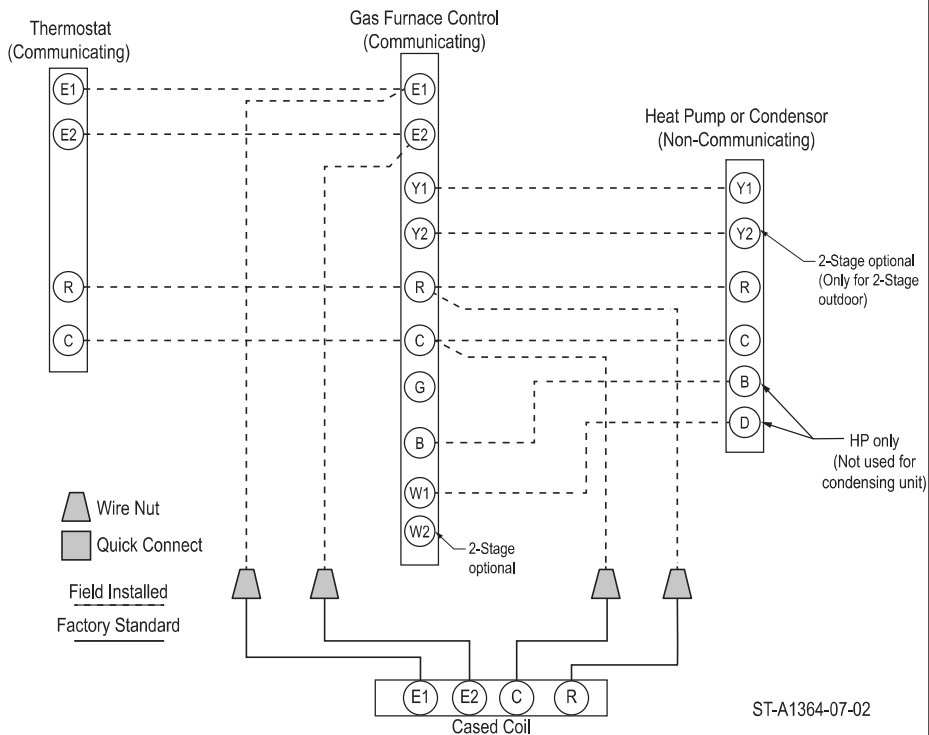 Thermostat
(Communicating)
E1
E2
R
C
Gas Furnace Control
(Communicating)
E1
E2
Y1
Y2
R
C
G
B
W1
W2
2-Stage
optional
Heat Pump or Condensor
(Non-Communicating)
Y1
Y2
R
C
B
D
2-Stage optional
(Only for 2-Stage
outdoor)
HP only
(Not used for
condensing unit)
Wire Nut
Quick Connect
Field Installed
Factory Standard
E1
E2
C
R
Cased Coil
ST-A1364-07-02